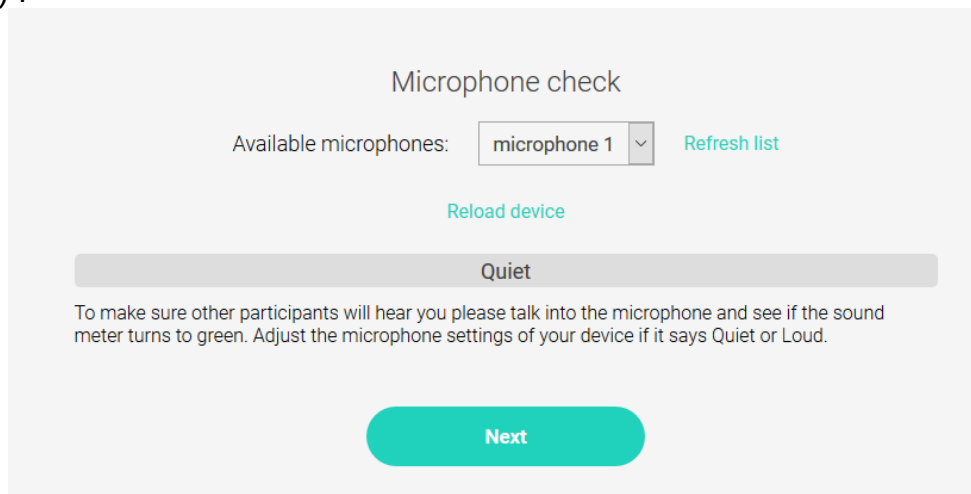 Microphone check
Available microphones: microphone 1 Refresh list
Reload device
Quiet
To make sure other participants will hear you please talk into the microphone and see if the sound
meter turns to green. Adjust the microphone settings of your device if it says Quiet or Loud.
Next